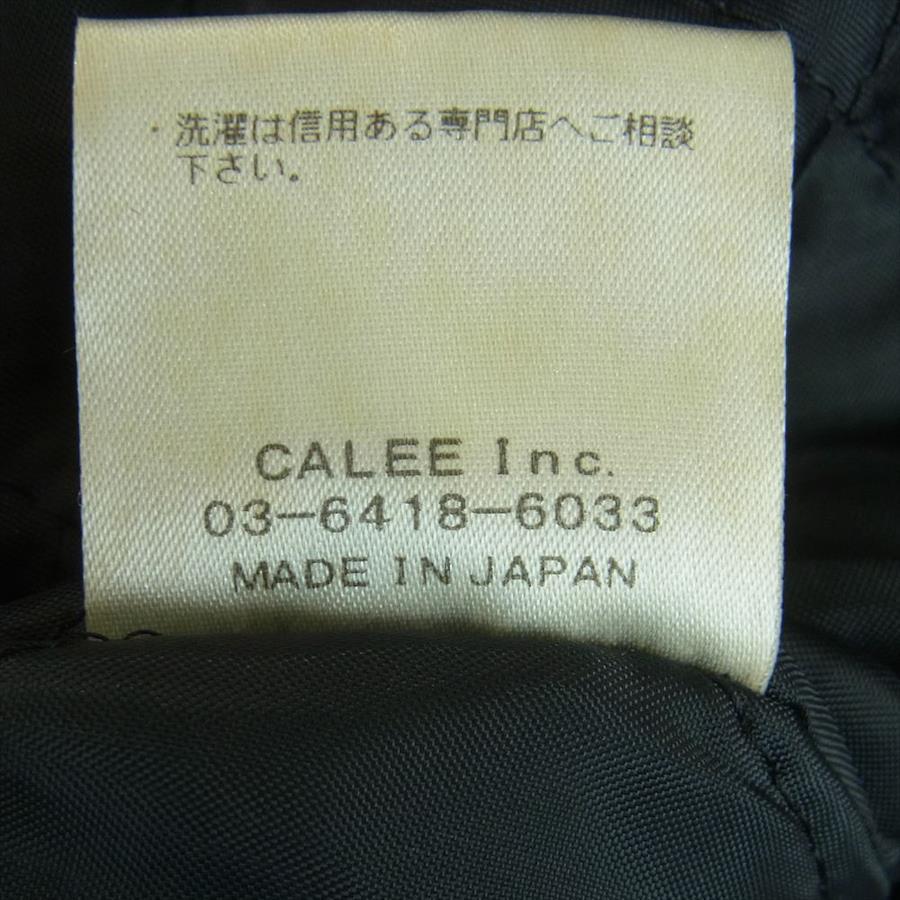 ・洗濯は信用ある専門店へご相談
下さい。
CALEE Inc.
03-6418-6033
MADE IN JAPAN